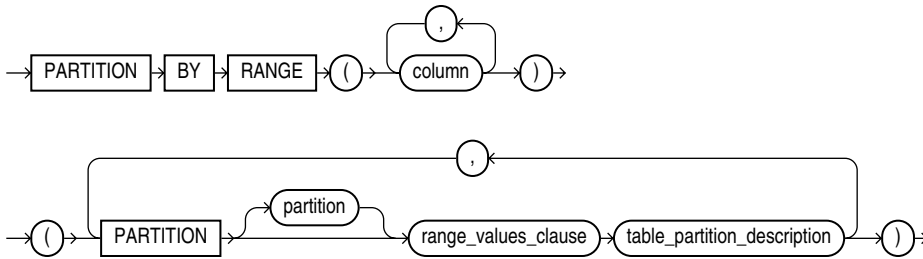 ,
PARTITION BY RANGE ( column )
,
partition
( PARTITION range_values_clause table_partition_description )